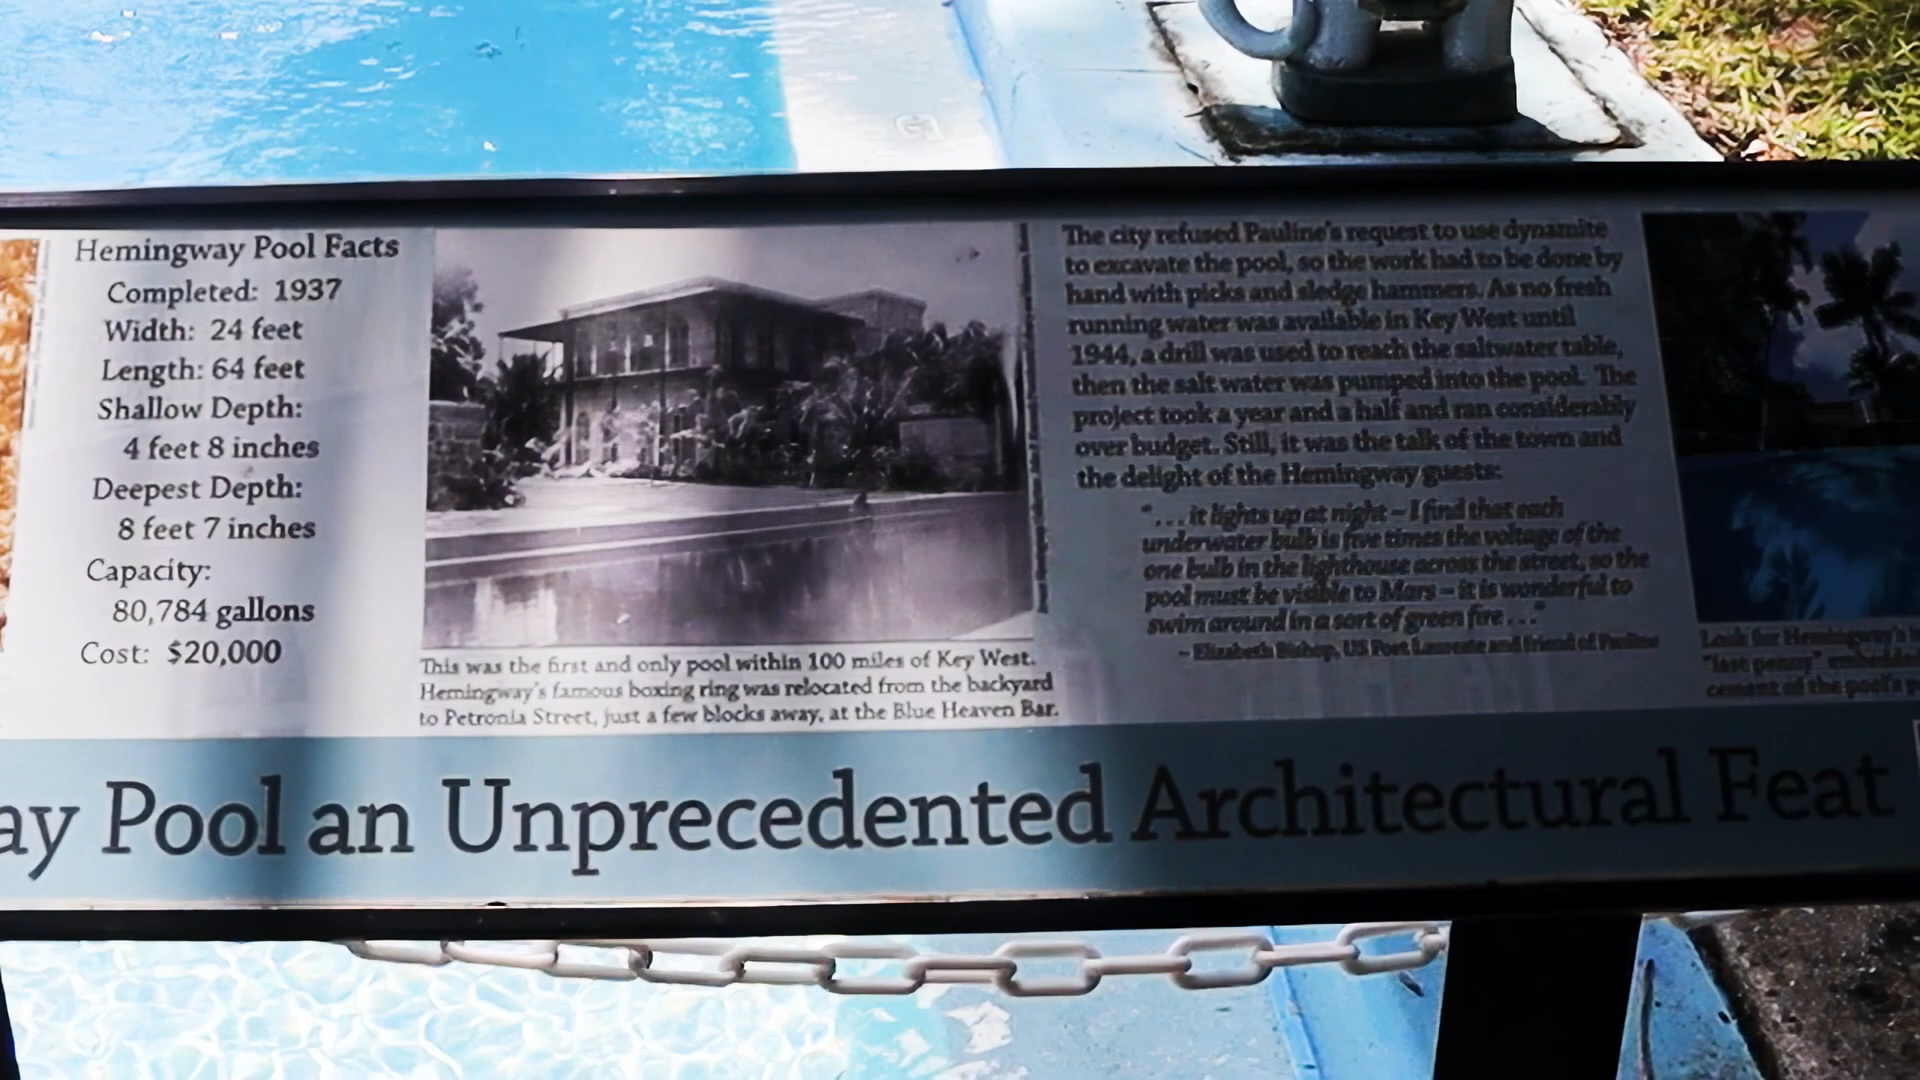 Hemingway Pool Facts
Completed: 1937
Width: 24 feet
Length: 64 feet
Shallow Depth:
4 feet 8 inches
Deepest Depth:
8 feet 7 inches
Capacity:
80,784 gallons
Cost: $20,000
This was the first and only pool within 100 miles of Key West.
Hemingway's famous boxing ring was relocated from the backyard
to Petronia Street, just a few blocks away, at the Blue Heaven Bar.
The city refused Pauline's request to use dynamite
to excavate the pool, so the work had to be done by
hand with picks and sledge hammers. As no fresh
running water was available in Key West until
1944, a drill was used to reach the saltwater table,
then the salt water was pumped into the pool. The
project took a year and a half and ran considerably
over budget. Still, it was the talk of the town and
the delight of the Hemingway guests:
"...it lights up at night – I find that each
underwater bulb is five times the voltage of the
one bulb in the lighthouse across the street, so the
pool must be visible to Mars – it is wonderful to
swim around in a sort of green fire..."
~ Elizabeth Bishop, US Poet Laureate and Friend of Pauline
Look for Hemingway's
"last penny" embedded
cement of the pool's
ay Pool an Unprecedented Architectural Feat